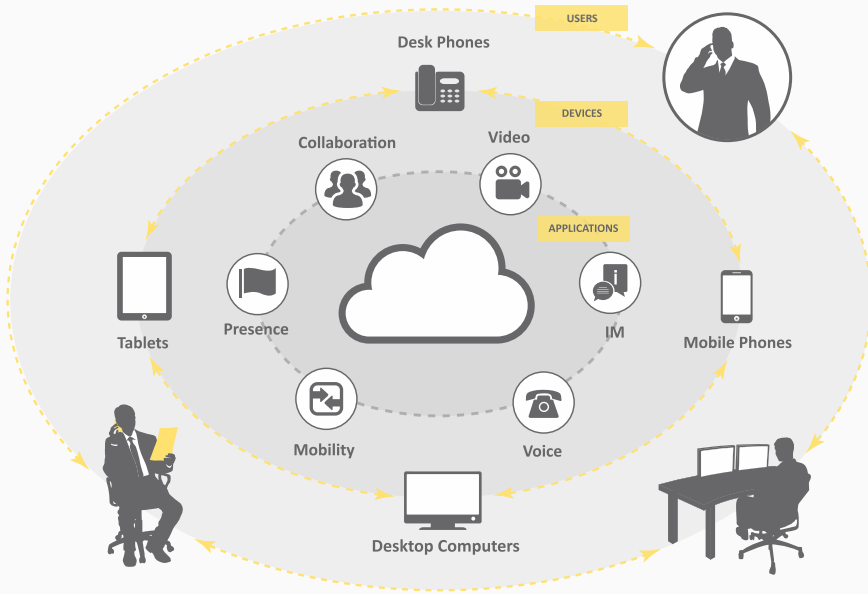 USERS
Desk Phones
DEVICES
Collaboration
Video
APPLICATIONS
Presence
IM
Tablets
Mobile Phones
Mobility
Voice
Desktop Computers